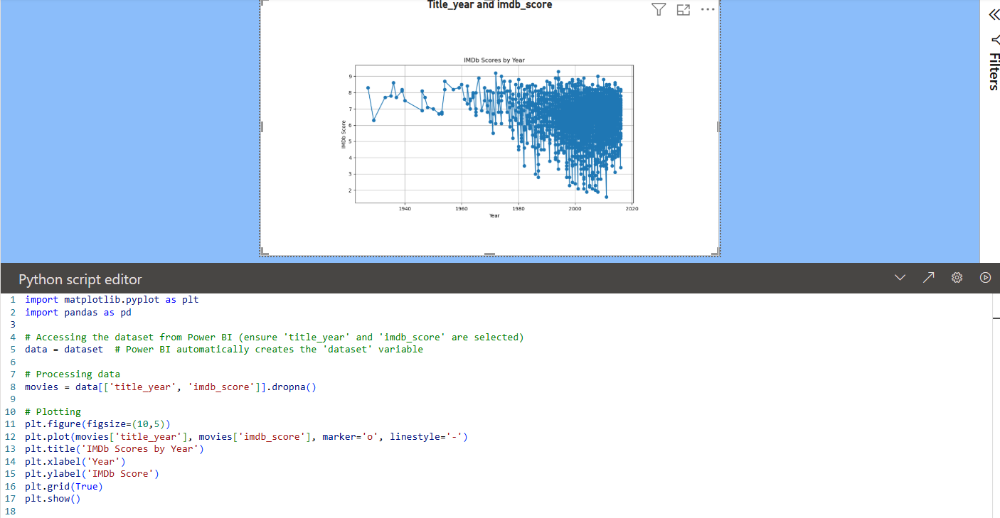 Title_year and imdb_score
Filters
IMDb Scores by Year
9
8
7
6
5
4
3
2
IMDb Score
1940 1960 1980 2000 2020
Year
Python script editor
1 import matplotlib.pyplot as plt
2 import pandas as pd
3
4 # Accessing the dataset from Power BI (ensure 'title_year' and 'imdb_score' are selected)
5 data = dataset  # Power BI automatically creates the 'dataset' variable
6
7 # Processing data
8 movies = data[['title_year', 'imdb_score']].dropna()
9
10 # Plotting
11 plt.figure(figsize=(10,5))
12 plt.plot(movies['title_year'], movies['imdb_score'], marker='o', linestyle='-')
13 plt.title('IMDb Scores by Year')
14 plt.xlabel('Year')
15 plt.ylabel('IMDb Score')
16 plt.grid(True)
17 plt.show()
18